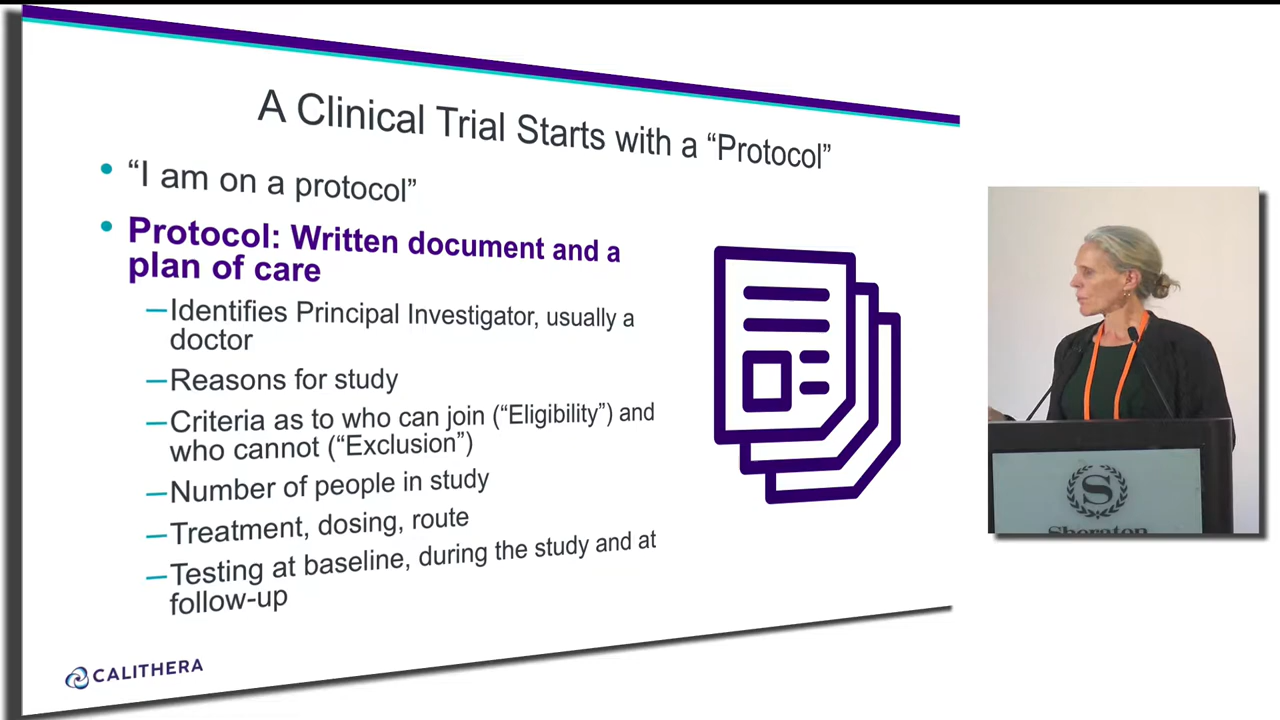 A Clinical Trial Starts with a “Protocol”
• “I am on a protocol”
• Protocol: Written document and a
plan of care
—Identifies Principal Investigator, usually a
doctor
—Reasons for study
—Criteria as to who can join (“Eligibility”) and
who cannot (“Exclusion”)
—Number of people in study
—Treatment, dosing, route
—Testing at baseline, during the study and at
follow-up
CALITHERA
S
Sheraton